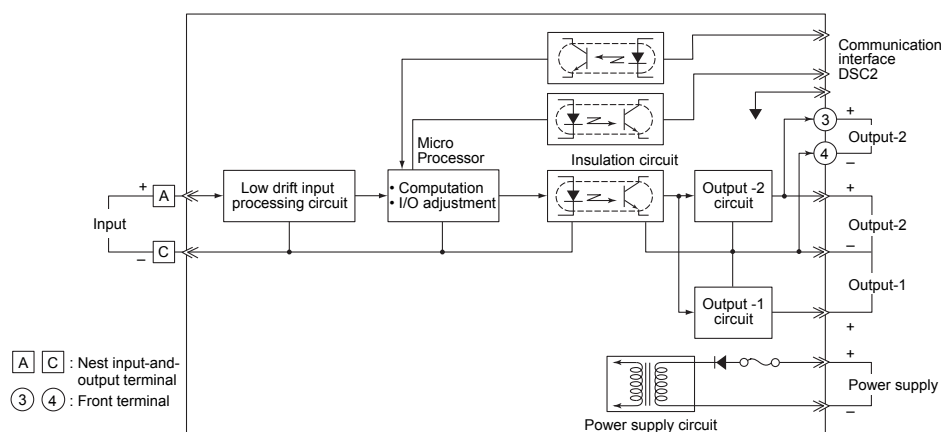 Communication
interface
DSC2
3
+
Output-2
4
–
Micro
Processor
Insulation circuit
Input
+
A
Low drift input
processing circuit
• Computation
• I/O adjustment
Output -2
circuit
+
Output-2
–
C
–
Output-1
Output -1
circuit
+
A C : Nest input-and-
output terminal
3 4 : Front terminal
+
Power supply
–
Power supply circuit